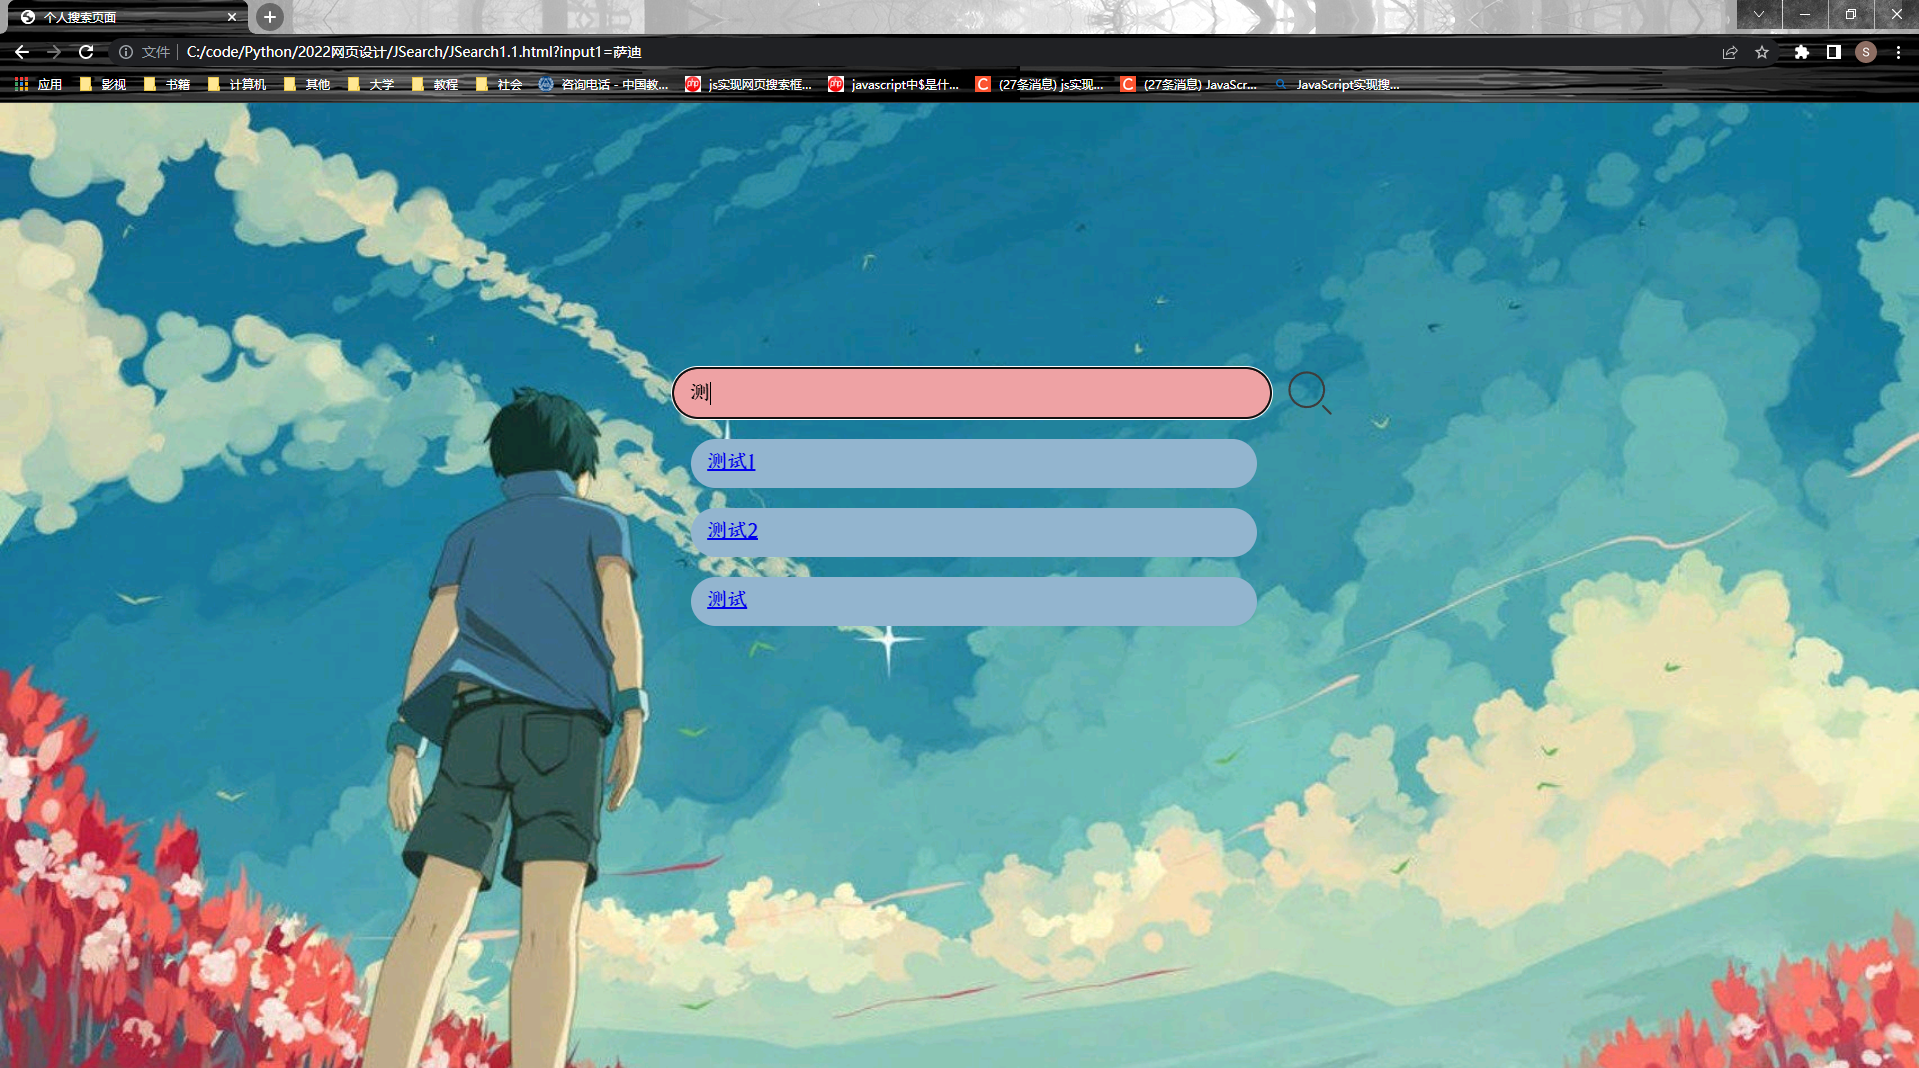 个人搜索页面
文件 C:/code/Python/2022网页设计/JSearch/JSearch1.1.html?input1=萨迪
S
应用 影视 书籍 计算机 其他 大学 教程 社会 咨询电话 - 中国教... php js实现网页搜索框... php javascript中$是什... C (27条消息) js实现... C (27条消息) JavaScr... JavaScript实现搜...
测
测试1
测试2
测试